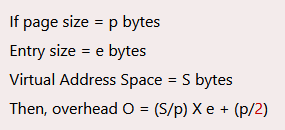 If page size = p bytes
Entry size = e bytes
Virtual Address Space = S bytes
Then, overhead O = (S/p) X e + (p/2)